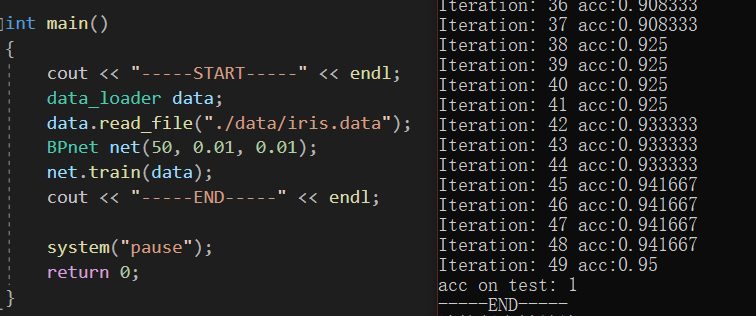 int main()
{
cout << "-----START-----" << endl;
data_loader data;
data.read_file("./data/iris.data");
BPnet net(50, 0.01, 0.01);
net.train(data);
cout << "-----END-----" << endl;
system("pause");
return 0;
}
Iteration: 36 acc:0.908333
Iteration: 37 acc:0.908333
Iteration: 38 acc:0.925
Iteration: 39 acc:0.925
Iteration: 40 acc:0.925
Iteration: 41 acc:0.925
Iteration: 42 acc:0.933333
Iteration: 43 acc:0.933333
Iteration: 44 acc:0.933333
Iteration: 45 acc:0.941667
Iteration: 46 acc:0.941667
Iteration: 47 acc:0.941667
Iteration: 48 acc:0.941667
Iteration: 49 acc:0.95
acc on test: 1
-----END-----